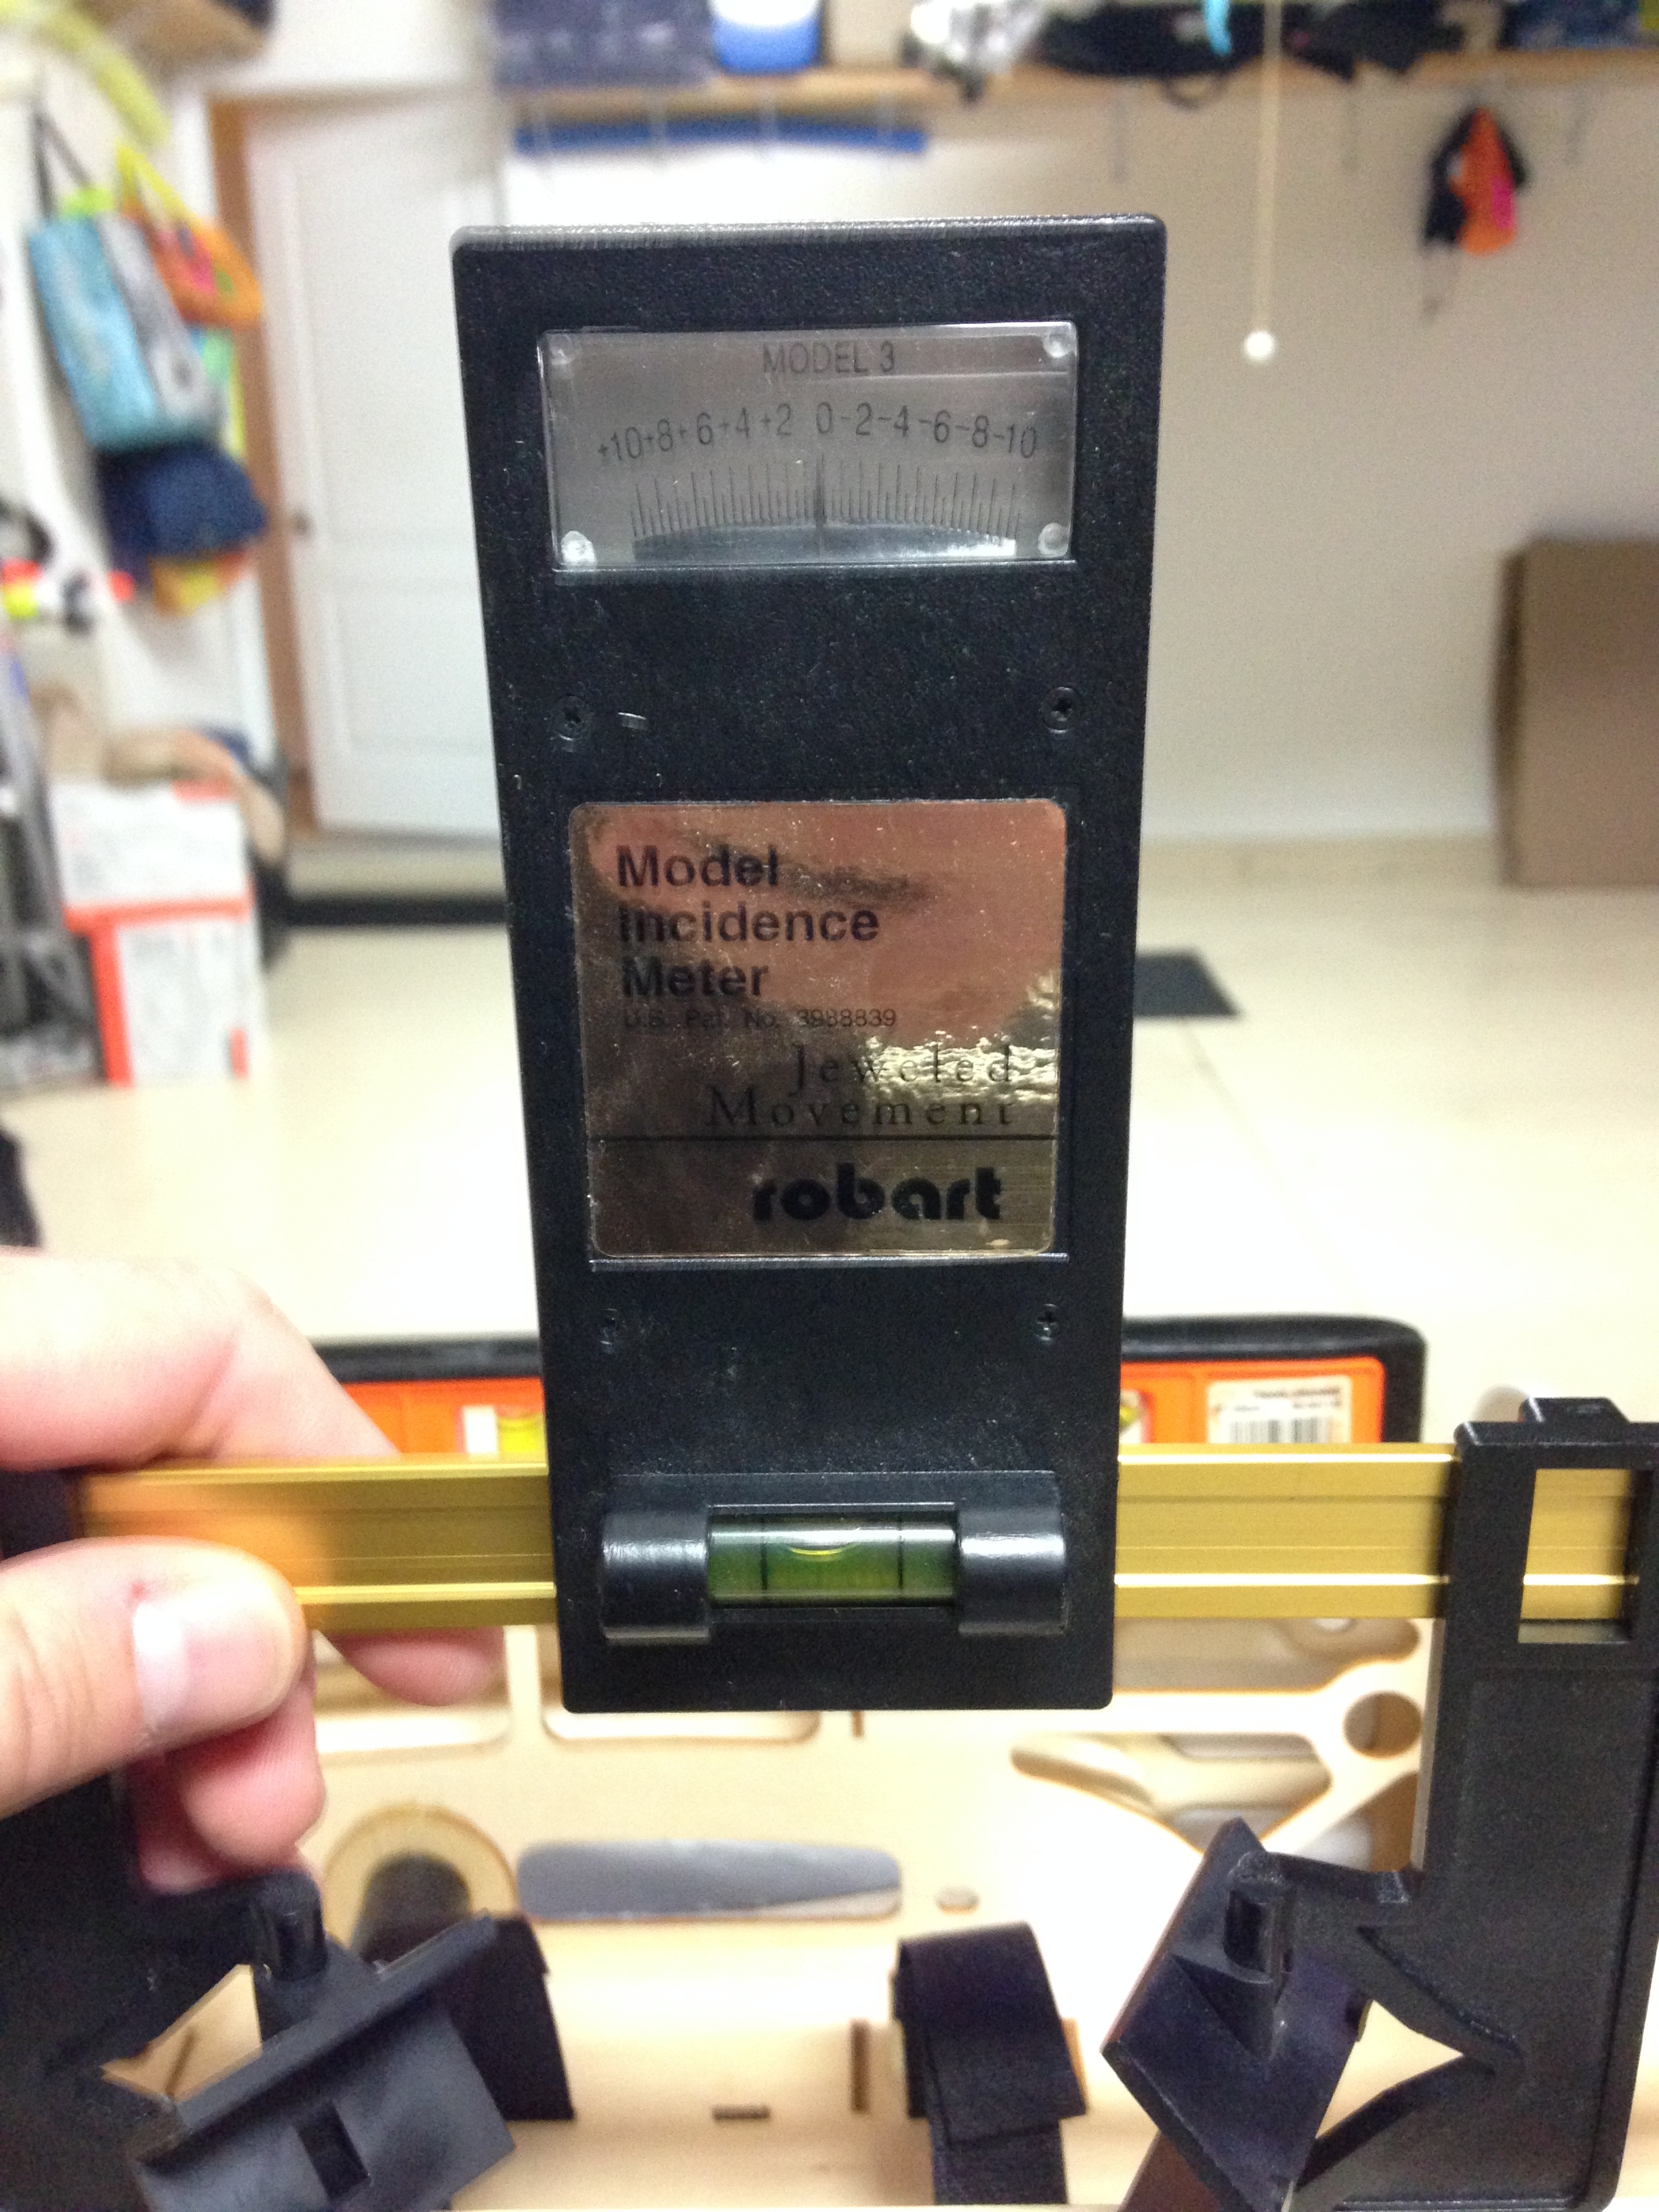 MODEL 3
+10+8+6+4+2 0-2-4-6-8-10
Model
Incidence
Meter
U.S. Pat. No. 3988839
Jeweled
Movement
robart